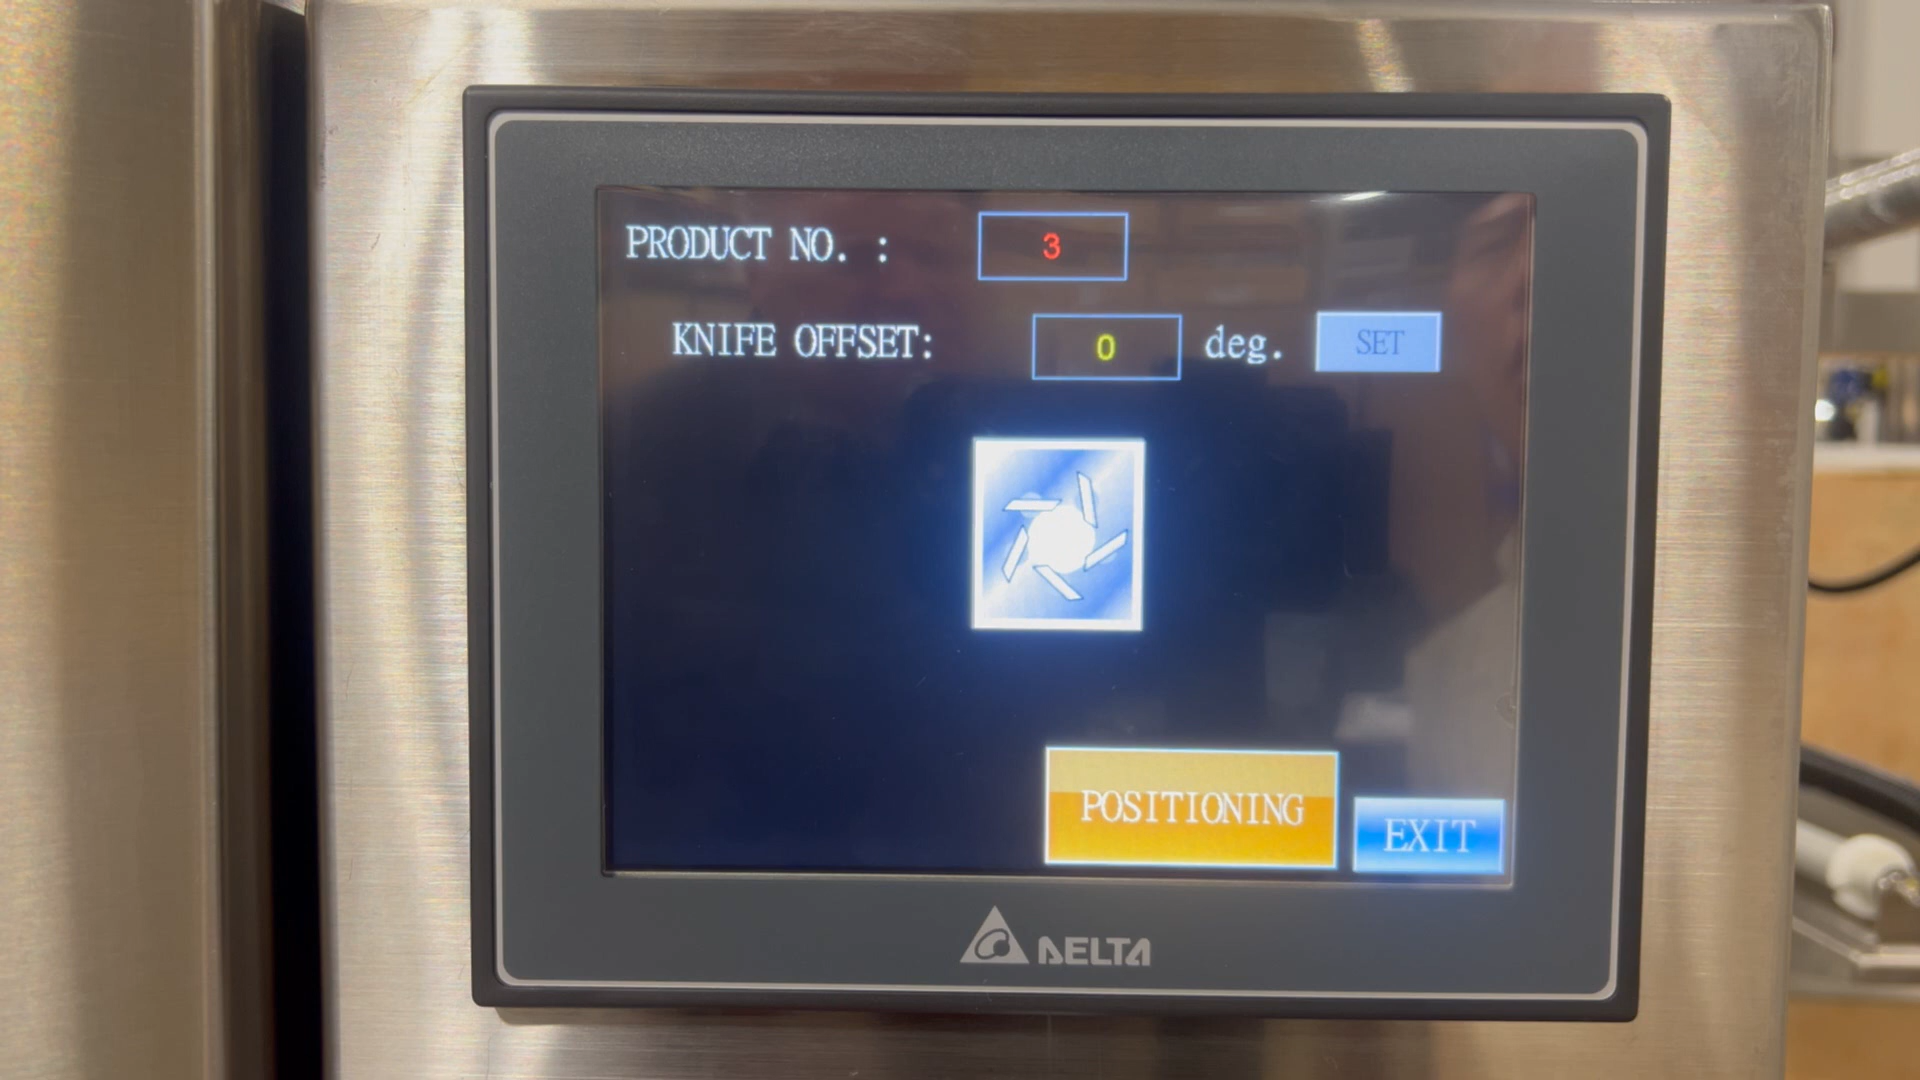 PRODUCT NO. : 3
KNIFE OFFSET: 0 deg. SET
POSITIONING
EXIT
DELTA